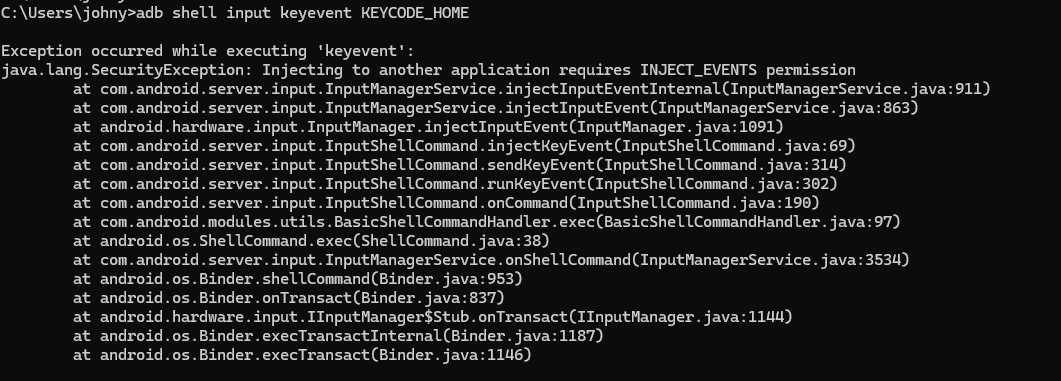 C:\Users\johny>adb shell input keyevent KEYCODE_HOME
Exception occurred while executing 'keyevent':
java.lang.SecurityException: Injecting to another application requires INJECT_EVENTS permission
at com.android.server.input.InputManagerService.injectInputEventInternal(InputManagerService.java:911)
at com.android.server.input.InputManagerService.injectInputEvent(InputManagerService.java:863)
at android.hardware.input.InputManager.injectInputEvent(InputManager.java:1091)
at com.android.server.input.InputShellCommand.injectKeyEvent(InputShellCommand.java:69)
at com.android.server.input.InputShellCommand.sendKeyEvent(InputShellCommand.java:314)
at com.android.server.input.InputShellCommand.runKeyEvent(InputShellCommand.java:302)
at com.android.server.input.InputShellCommand.onCommand(InputShellCommand.java:190)
at com.android.modules.utils.BasicShellCommandHandler.exec(BasicShellCommandHandler.java:97)
at android.os.ShellCommand.exec(ShellCommand.java:38)
at com.android.server.input.InputManagerService.onShellCommand(InputManagerService.java:3534)
at android.os.Binder.shellCommand(Binder.java:953)
at android.os.Binder.onTransact(Binder.java:837)
at android.hardware.input.IInputManager$Stub.onTransact(IInputManager.java:1144)
at android.os.Binder.execTransactInternal(Binder.java:1187)
at android.os.Binder.execTransact(Binder.java:1146)